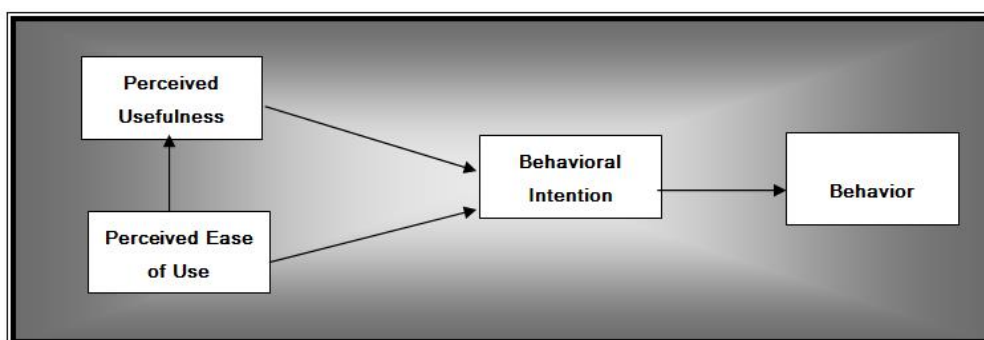 Perceived
Usefulness
Perceived Ease
of Use
Behavioral
Intention
Behavior